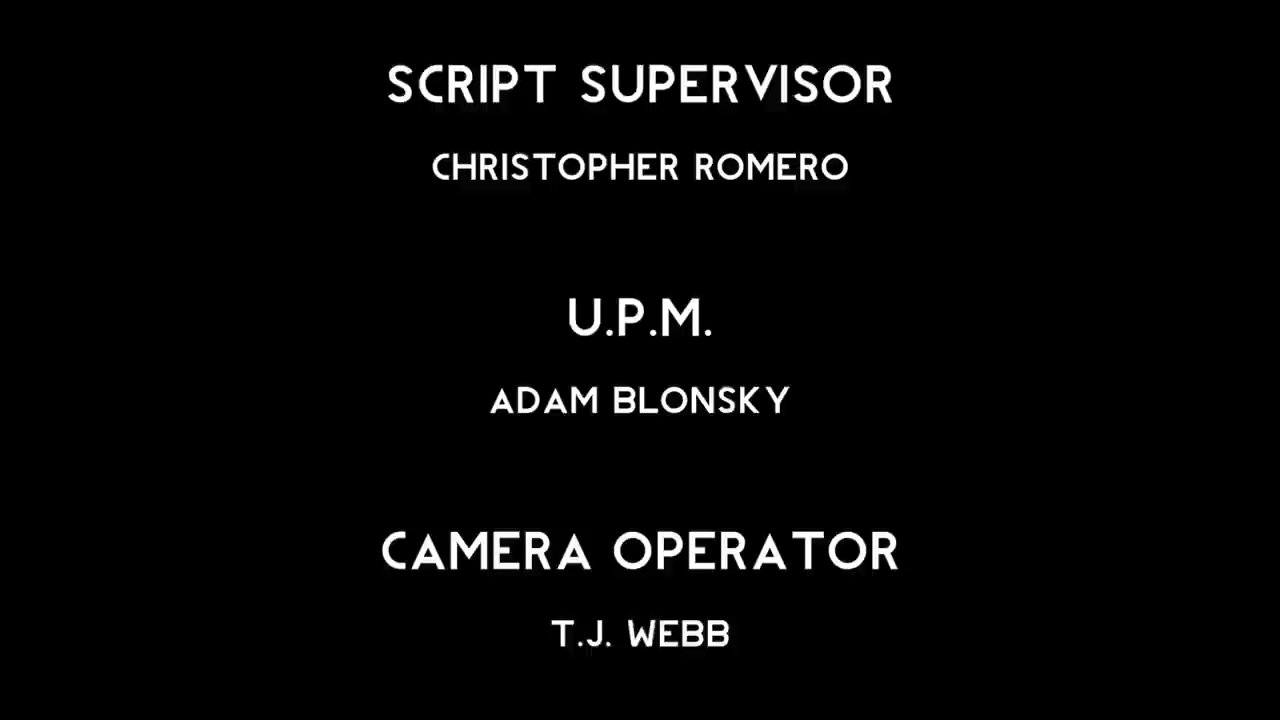 SCRIPT SUPERVISOR
CHRISTOPHER ROMERO
U.P.M.
ADAM BLONSKY
CAMERA OPERATOR
T.J. WEBB